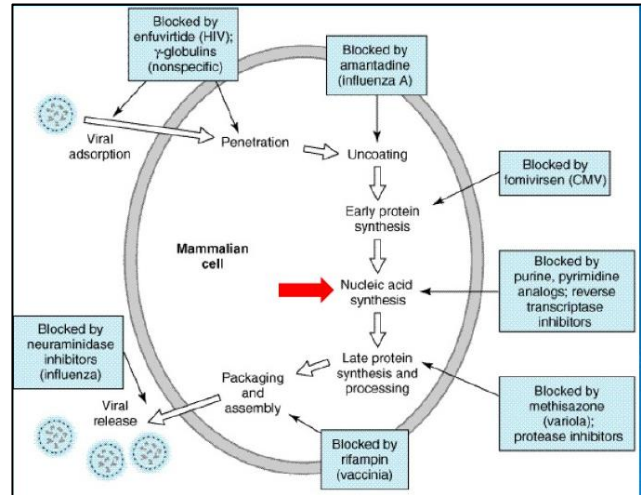 Blocked by
enfuvirtide (HIV);
γ-globulins
(nonspecific)
Blocked by
amantadine
(influenza A)
Viral
adsorption
Penetration
Uncoating
Blocked by
fomivirsen (CMV)
Early protein
synthesis
Mammalian
cell
Nucleic acid
synthesis
Blocked by
purine, pyrimidine
analogs; reverse
transcriptase
inhibitors
Blocked by
neuraminidase
inhibitors
(influenza)
Late protein
synthesis and
processing
Packaging
and
assembly
Viral
release
Blocked by
methisazone
(variola);
protease inhibitors
Blocked by
rifampin
(vaccinia)